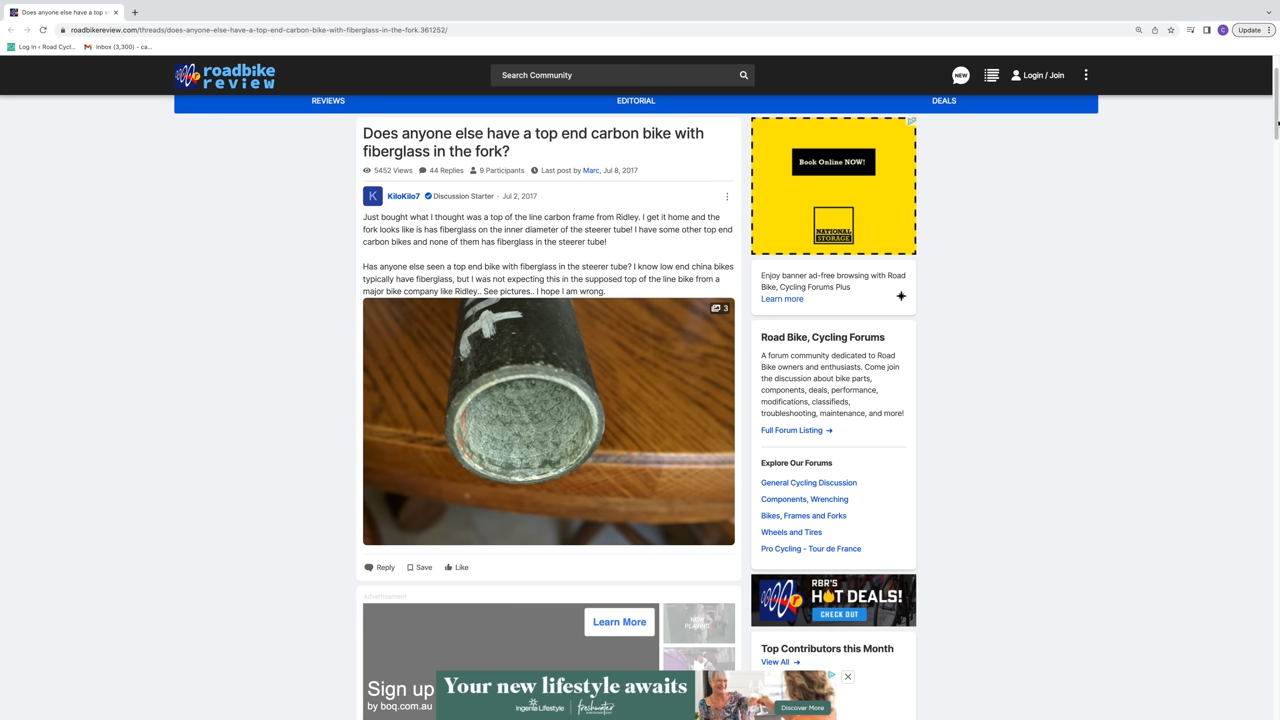 Does anyone else have a top e
roadbikereview.com/threads/does-anyone-else-have-a-top-end-carbon-bike-with-fiberglass-in-the-fork.361252/
C
Update
Log In ‹ Road Cycl...
Inbox (3,300) - ca...
roadbike
review
Search Community
NEW
Login / Join
REVIEWS
EDITORIAL
DEALS
Does anyone else have a top end carbon bike with
fiberglass in the fork?
5452 Views
44 Replies
9 Participants
Last post by Marc, Jul 8, 2017
K
KiloKilo7
Discussion Starter · Jul 2, 2017
Just bought what I thought was a top of the line carbon frame from Ridley. I get it home and the
fork looks like is has fiberglass on the inner diameter of the steerer tube! I have some other top end
carbon bikes and none of them has fiberglass in the steerer tube!
Has anyone else seen a top end bike with fiberglass in the steerer tube? I know low end china bikes
typically have fiberglass, but I was not expecting this in the supposed top of the line bike from a
major bike company like Ridley.. See pictures.. I hope I am wrong.
3
Reply
Save
Like
Advertisement
Learn More
NOW
PLAYING
Sign up
by boq.com.au
Book Online NOW!
NATIONAL
STORAGE
Enjoy banner ad-free browsing with Road
Bike, Cycling Forums Plus
Learn more
Road Bike, Cycling Forums
A forum community dedicated to Road
Bike owners and enthusiasts. Come join
the discussion about bike parts,
components, deals, performance,
modifications, classifieds,
troubleshooting, maintenance, and more!
Full Forum Listing →
Explore Our Forums
General Cycling Discussion
Components, Wrenching
Bikes, Frames and Forks
Wheels and Tires
Pro Cycling - Tour de France
RBR'S
HOT DEALS!
CHECK OUT
Top Contributors this Month
View All →
Your new lifestyle awaits
Ingenia Lifestyle
freshwater
Discover More